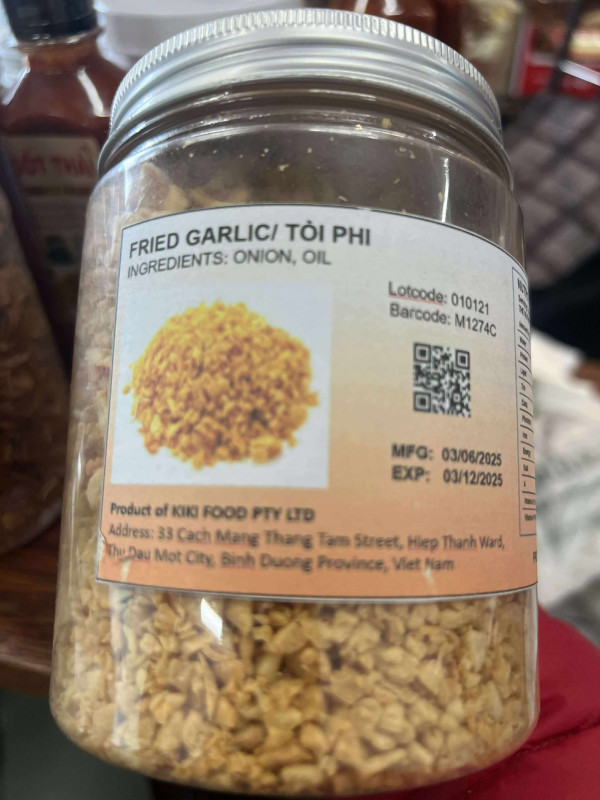 FRIED GARLIC/ TỎI PHI
INGREDIENTS: ONION, OIL
Lotcode: 010121
Barcode: M1274C
MFG: 03/06/2025
EXP: 03/12/2025
Product of KIKI FOOD PTY LTD
Address: 33 Cach Mang Thang Tam Street, Hiep Thanh Ward,
Thu Dau Mot City, Binh Duong Province, Viet Nam